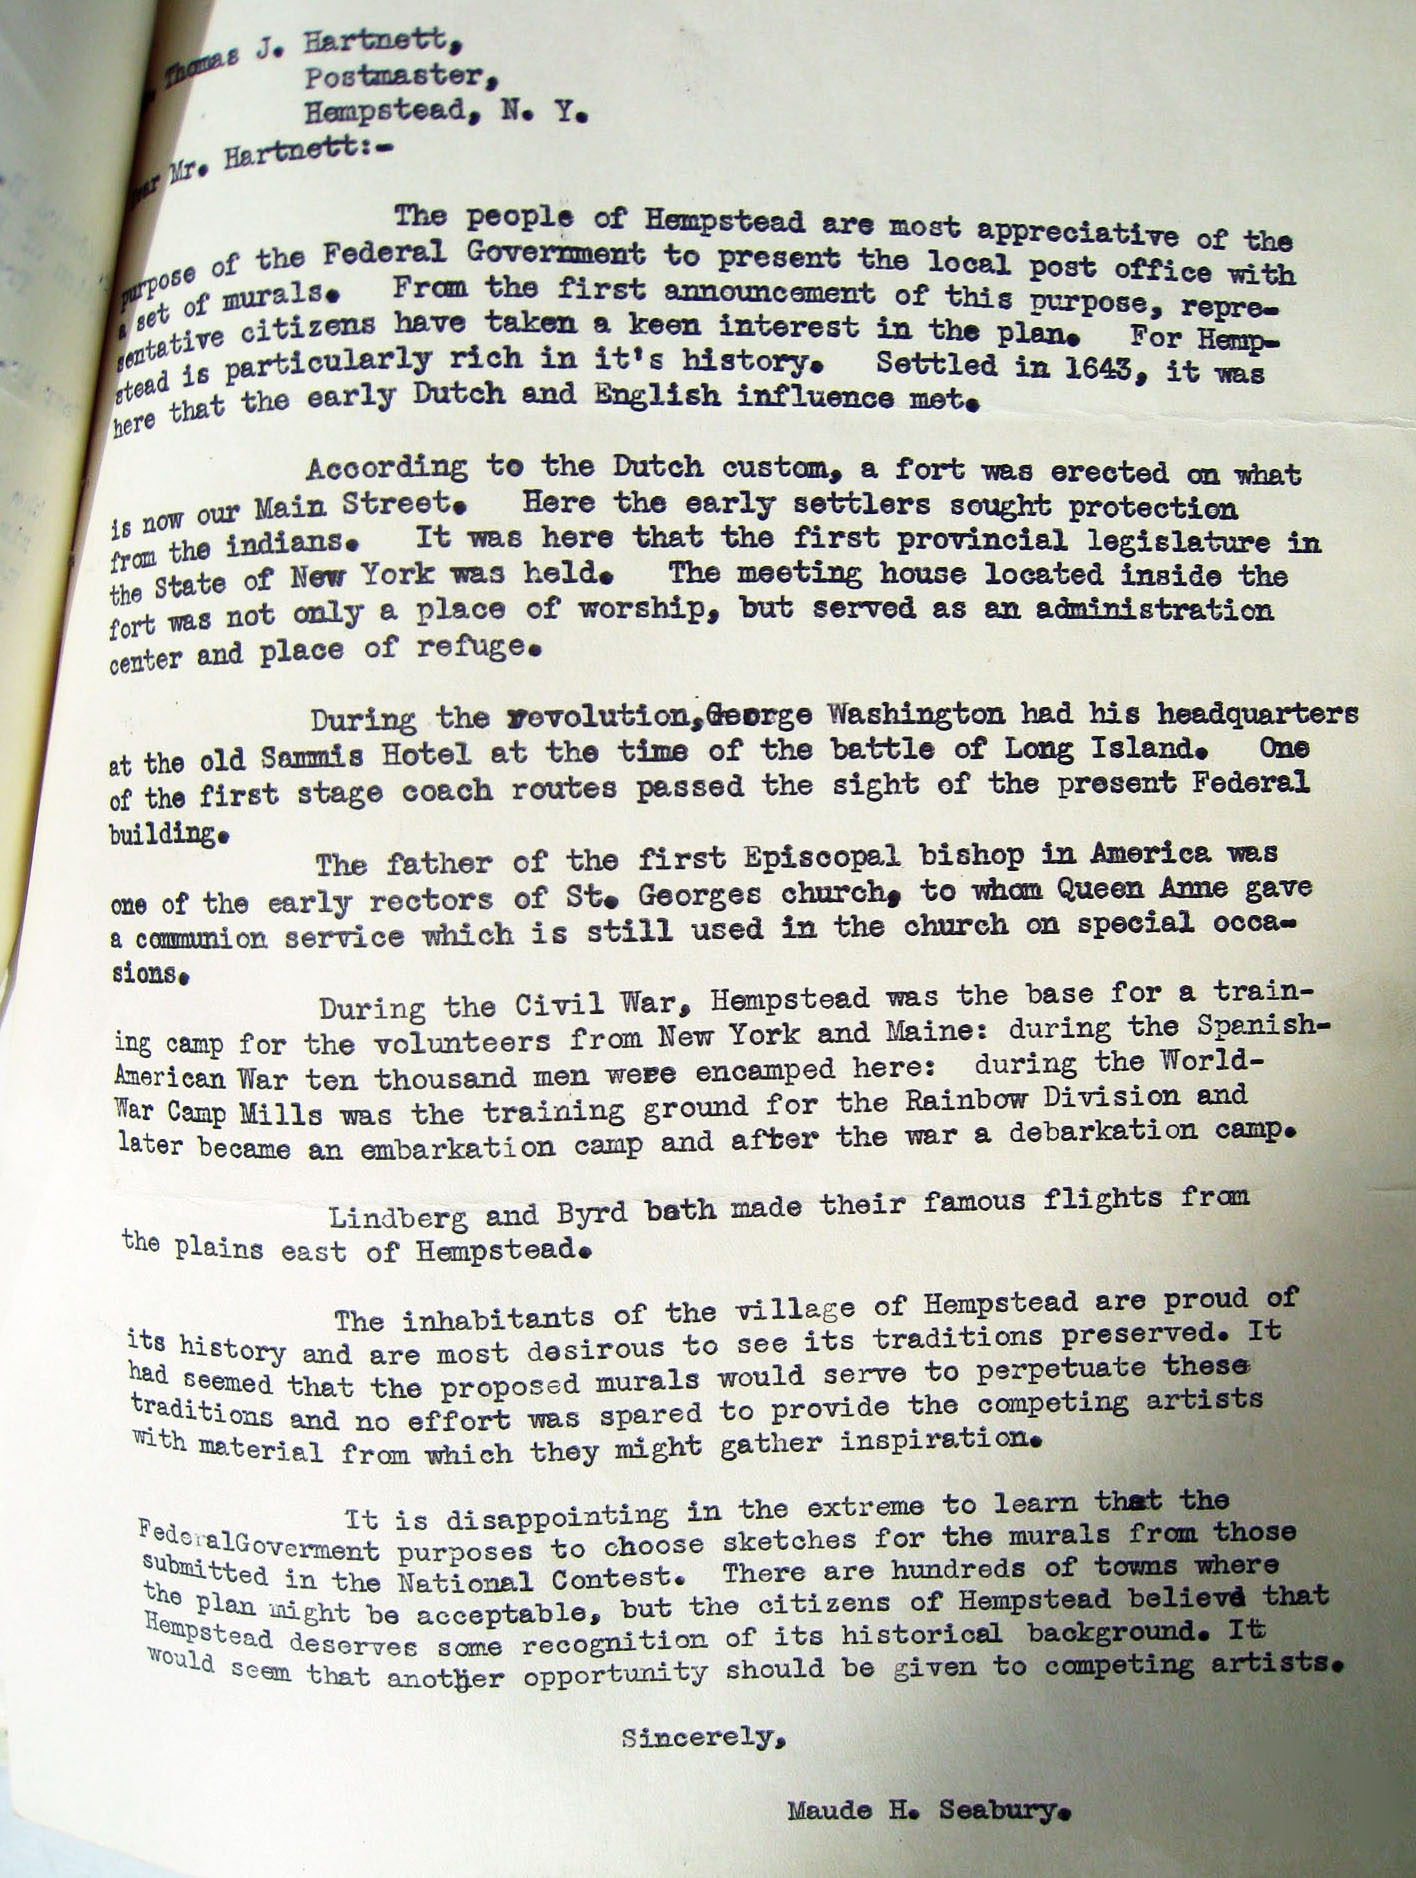 Thomas J. Hartnett,
Postmaster,
Hempstead, N. Y.
Mr. Hartnett:-
The people of Hempstead are most appreciative of the
purpose of the Federal Government to present the local post office with
a set of murals. From the first announcement of this purpose, repre-
sentative citizens have taken a keen interest in the plan. For Hemp-
stead is particularly rich in it's history. Settled in 1643, it was
here that the early Dutch and English influence met.
According to the Dutch custom, a fort was erected on what
is now our Main Street. Here the early settlers sought protection
from the indians. It was here that the first provincial legislature in
the State of New York was held. The meeting house located inside the
fort was not only a place of worship, but served as an administration
center and place of refuge.
During the revolution,George Washington had his headquarters
at the old Sammis Hotel at the time of the battle of Long Island. One
of the first stage coach routes passed the sight of the present Federal
building.
The father of the first Episcopal bishop in America was
one of the early rectors of St. Georges church, to whom Queen Anne gave
a communion service which is still used in the church on special occa-
sions.
During the Civil War, Hempstead was the base for a train-
ing camp for the volunteers from New York and Maine: during the Spanish-
American War ten thousand men were encamped here: during the World-
War Camp Mills was the training ground for the Rainbow Division and
later became an embarkation camp and after the war a debarkation camp.
Lindberg and Byrd both made their famous flights from
the plains east of Hempstead.
The inhabitants of the village of Hempstead are proud of
its history and are most desirous to see its traditions preserved. It
had seemed that the proposed murals would serve to perpetuate these
traditions and no effort was spared to provide the competing artists
with material from which they might gather inspiration.
It is disappointing in the extreme to learn that the
FederalGoverment purposes to choose sketches for the murals from those
submitted in the National Contest. There are hundreds of towns where
the plan might be acceptable, but the citizens of Hempstead believe that
Hempstead deserves some recognition of its historical background. It
would seem that another opportunity should be given to competing artists.
Sincerely,
Maude H. Seabury.